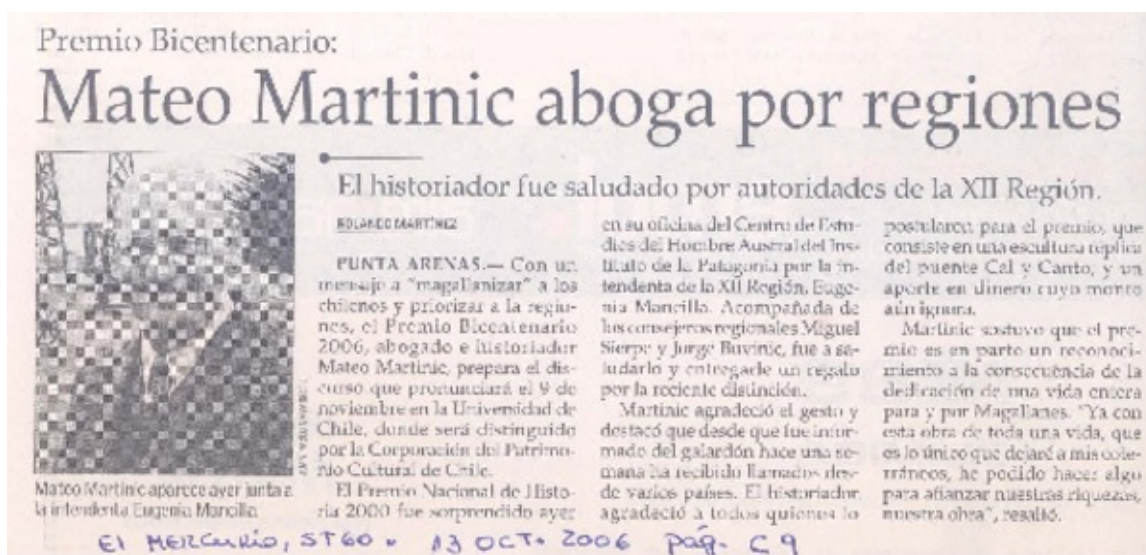 Premio Bicentenario:
Mateo Martinic aboga por regiones
El historiador fue saludado por autoridades de la XII Región.
ROLANDO MARTÍNEZ
PUNTA ARENAS.— Con un
mensaje a "magallanizar" a los
chilenos y priorizar a la regio-
nes, el Premio Bicentenario
2006, abogado e historiador
Mateo Martinic, prepara el dis-
curso que pronunciará el 9 de
noviembre en la Universidad de
Chile, donde será distinguido
por la Corporación del Patrimo-
nio Cultural de Chile.
El Premio Nacional de Histo-
ria 2000 fue sorprendido ayer
en su oficina del Centro de Estu-
dios del Hombre Austral del Ins-
tituto de la Patagonia por la in-
tendenta de la XII Región, Euge-
nia Mancilla. Acompañada de
los consejeros regionales Miguel
Sierpe y Jorge Buvinic, fue a sa-
ludarlo y entregarle un regalo
por la reciente distinción.
Martinic agradeció el gesto y
destacó que desde que fue infor-
mado del galardón hace una se-
mana ha recibido llamados des-
de varios países. El historiador
agradeció a todos quienes lo
postularon para el premio, que
consiste en una escultura réplica
del puente Cal y Canto, y un
aporte en dinero cuyo monto
aún ignora.
Martinic sostuvo que el pre-
mio es en parte un reconoci-
miento a la consecuencia de la
dedicación de una vida entera
para y por Magallanes. "Ya con
esta obra de toda una vida, que
es lo único que dejaré a mis cote-
rráneos, he podido hacer algo
para afianzar nuestras riquezas,
nuestra obra", resaltó.
Mateo Martinic aparece ayer junto a
la intendenta Eugenia Mancilla.
El MERCURIO, STGO. 13 OCT. 2006 pág. C9